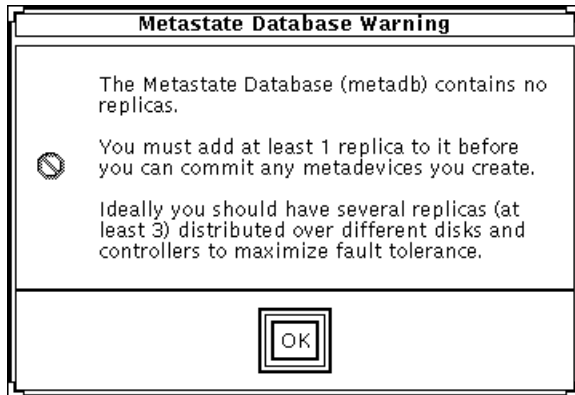 Metastate Database Warning
The Metastate Database (metadb) contains no
replicas.
You must add at least 1 replica to it before
you can commit any metadevices you create.
Ideally you should have several replicas (at
least 3) distributed over different disks and
controllers to maximize fault tolerance.
OK